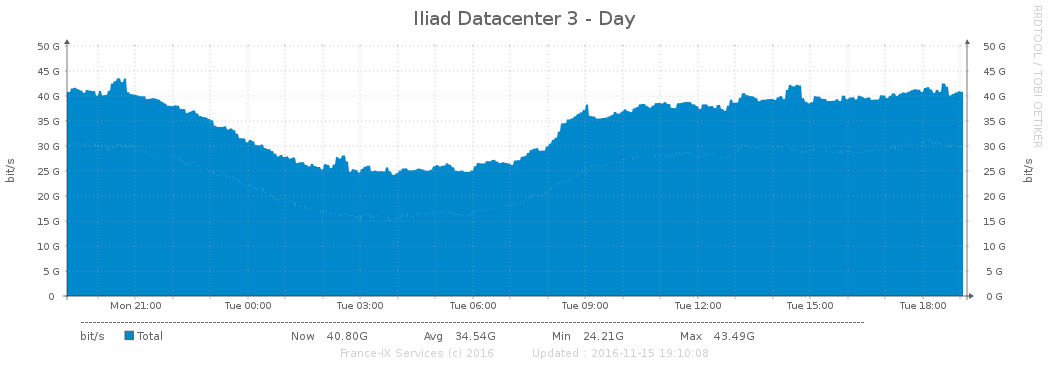 Iliad Datacenter 3 - Day
RRDTOOL / TOBI OETIKER
bit/s
bit/s
50 G 50 G
45 G 45 G
40 G 40 G
35 G 35 G
30 G 30 G
25 G 25 G
20 G 20 G
15 G 15 G
10 G 10 G
5 G 5 G
0 0 G
Mon 21:00 Tue 00:00 Tue 03:00 Tue 06:00 Tue 09:00 Tue 12:00 Tue 15:00 Tue 18:00
bit/s Total Now 40.80G Avg 34.54G Min 24.21G Max 43.49G
France-IX Services (c) 2016 Updated : 2016-11-15 19:10:08